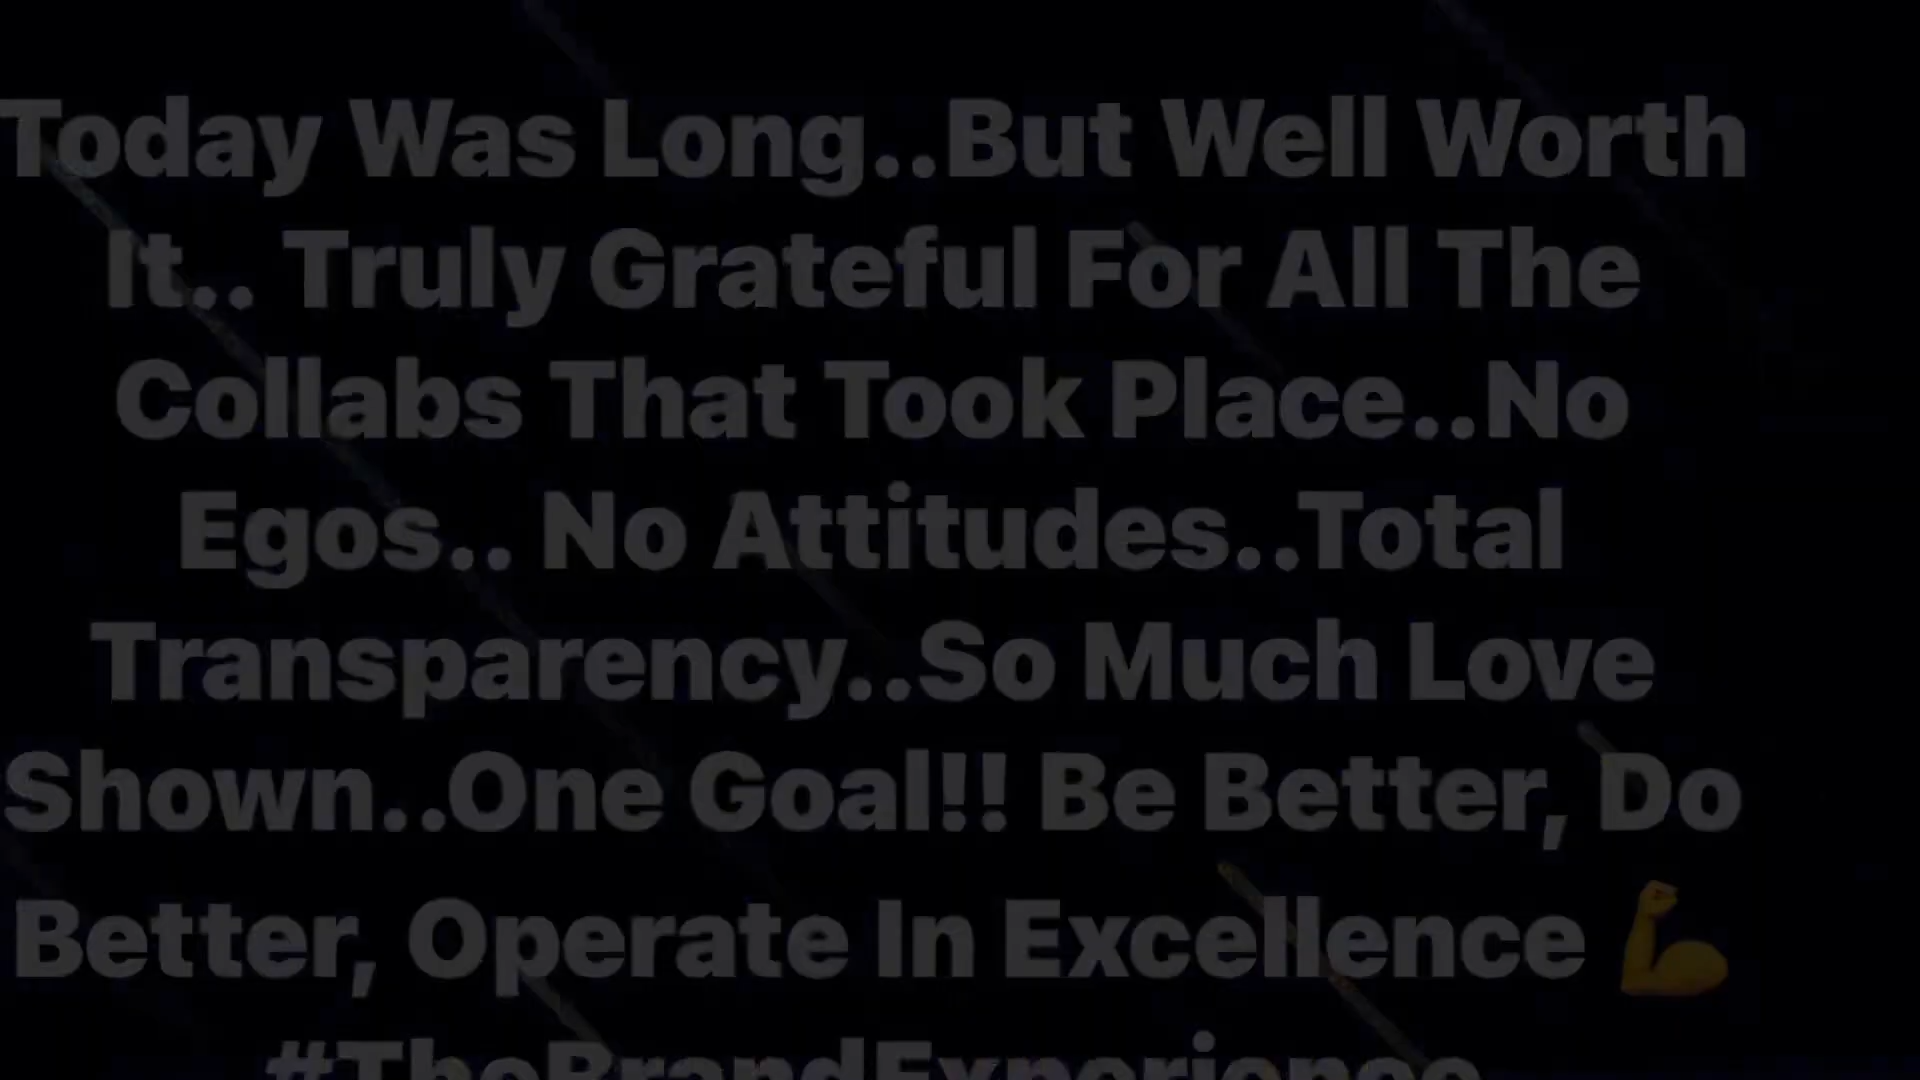 Today Was Long..But Well Worth
It.. Truly Grateful For All The
Collabs That Took Place..No
Egos.. No Attitudes..Total
Transparency..So Much Love
Shown..One Goal!! Be Better, Do
Better, Operate In Excellence 💪
#TheBrandExperience